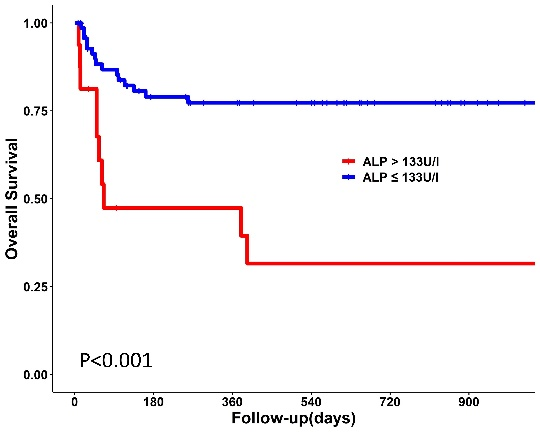 1.00
0.75
0.50
0.25
0.00
Overall Survival
ALP > 133U/l
ALP ≤ 133U/l
P<0.001
0 180 360 540 720 900
Follow-up(days)